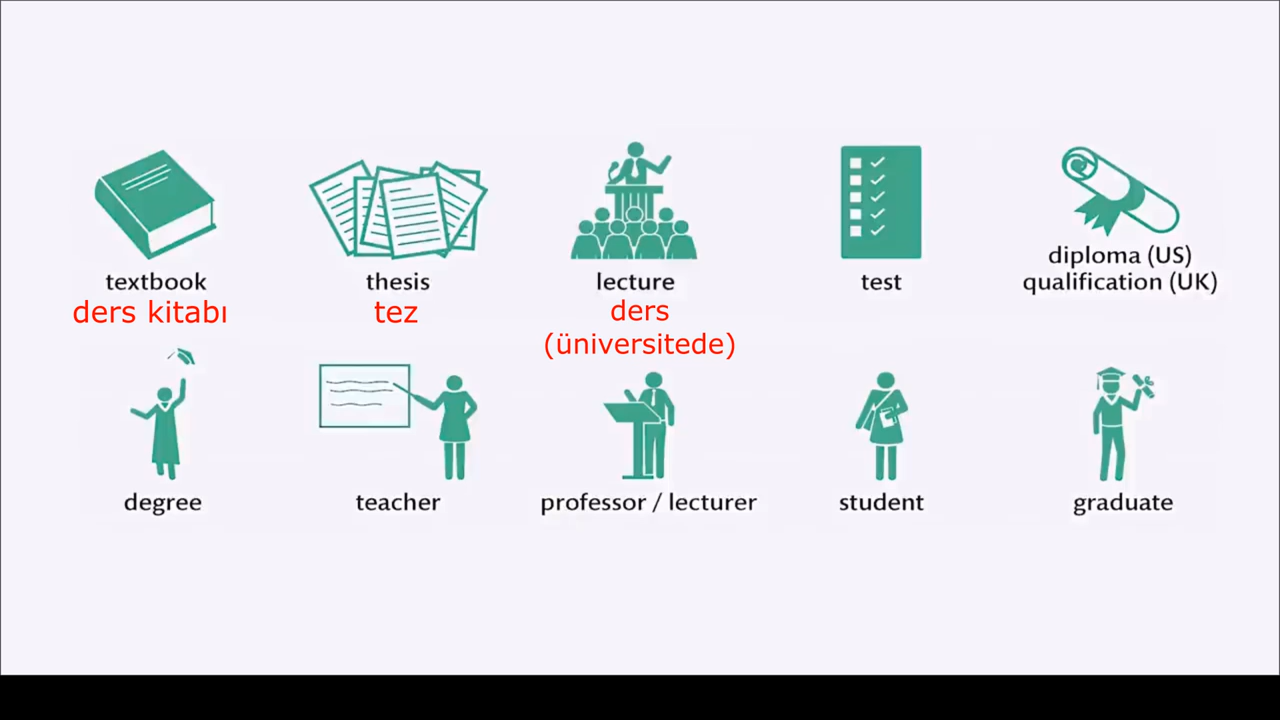 textbook
ders kitabı
thesis
tez
lecture
ders
(üniversitede)
test
diploma (US)
qualification (UK)
degree
teacher
professor / lecturer
student
graduate